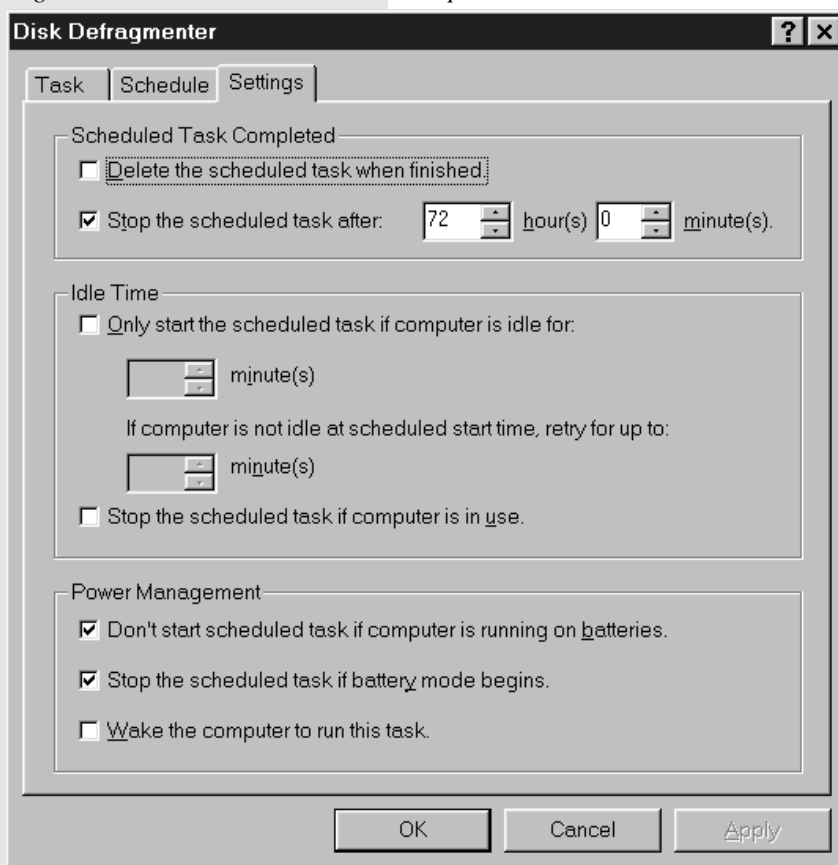 Disk Defragmenter
Task Schedule Settings
Scheduled Task Completed
Delete the scheduled task when finished.
Stop the scheduled task after: 72 hour(s) 0 minute(s).
Idle Time
Only start the scheduled task if computer is idle for:
minute(s)
If computer is not idle at scheduled start time, retry for up to:
minute(s)
Stop the scheduled task if computer is in use.
Power Management
Don't start scheduled task if computer is running on batteries.
Stop the scheduled task if battery mode begins.
Wake the computer to run this task.
OK Cancel Apply